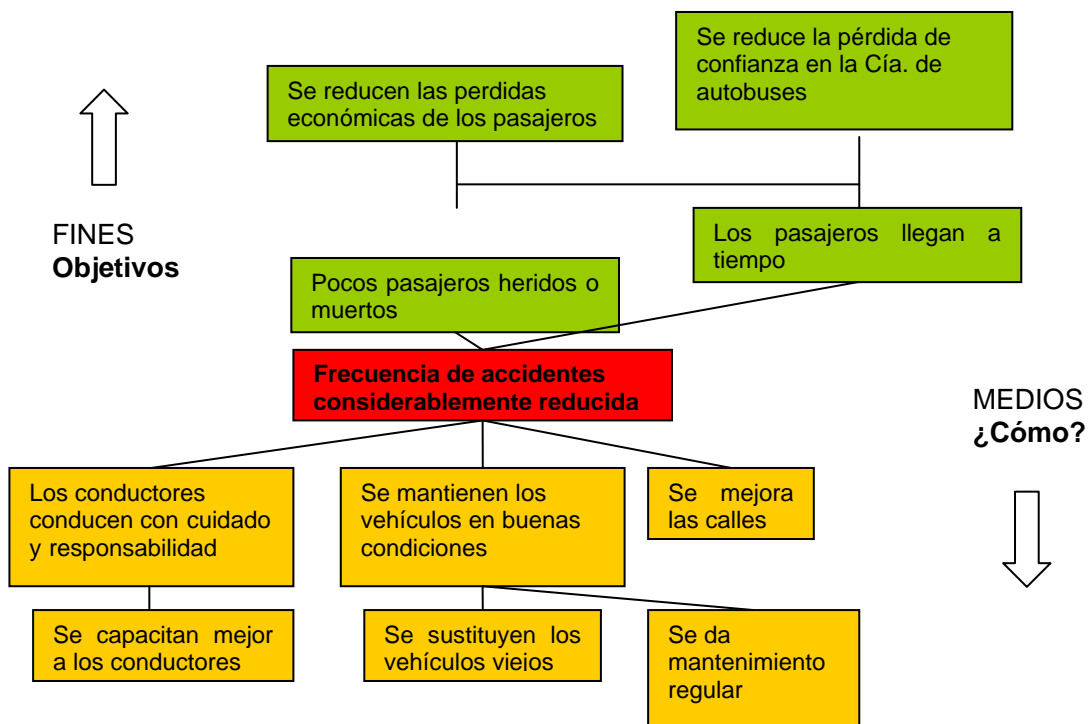 Se reduce la pérdida de
confianza en la Cía. de
autobuses
Se reducen las perdidas
económicas de los pasajeros
FINES
Objetivos
Los pasajeros llegan a
tiempo
Pocos pasajeros heridos o
muertos
Frecuencia de accidentes
considerablemente reducida
MEDIOS
¿Cómo?
Los conductores
conducen con cuidado
y responsabilidad
Se mantienen los
vehículos en buenas
condiciones
Se mejora
las calles
Se capacitan mejor
a los conductores
Se sustituyen los
vehículos viejos
Se da
mantenimiento
regular